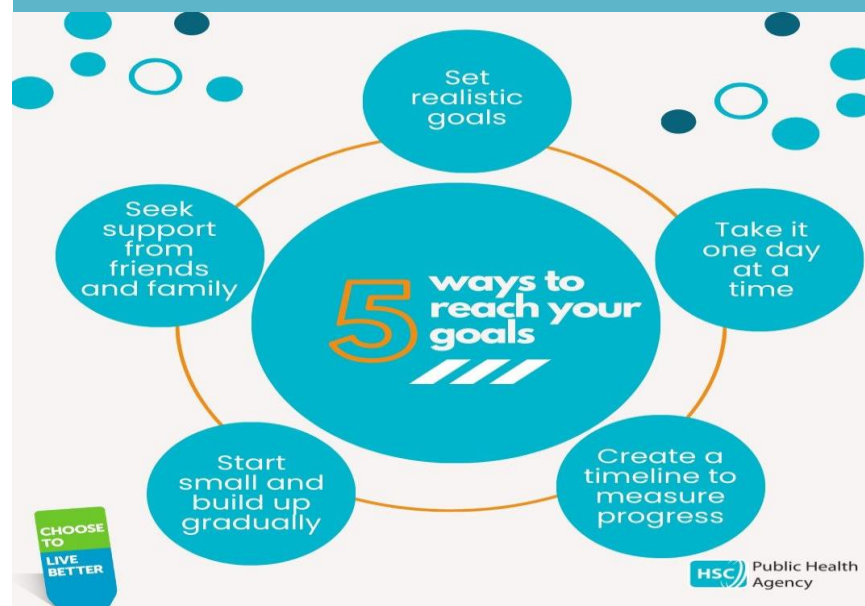 Set
realistic
goals
Seek
support
from
friends
and family
Take it
one day
at a
time
5 ways to
reach your
goals
Start
small and
build up
gradually
Create a
timeline to
measure
progress
CHOOSE
TO
LIVE
BETTER
HSC Public Health
Agency